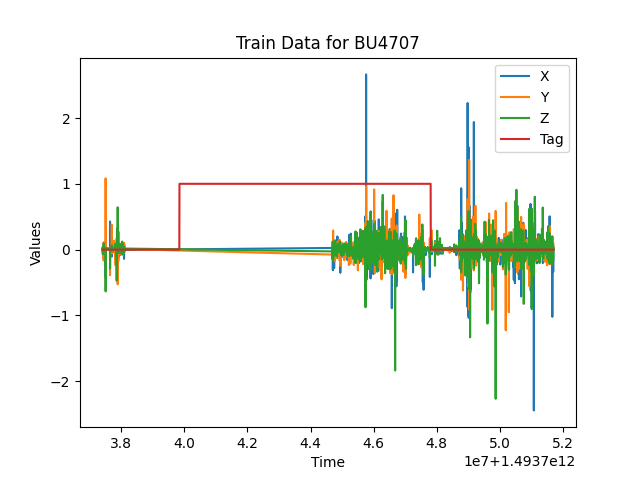 Train Data for BU4707
X
Y
Z
Tag
Values
2
1
0
−1
−2
3.8 4.0 4.2 4.4 4.6 4.8 5.0 5.2
Time
1e7+1.4937e12